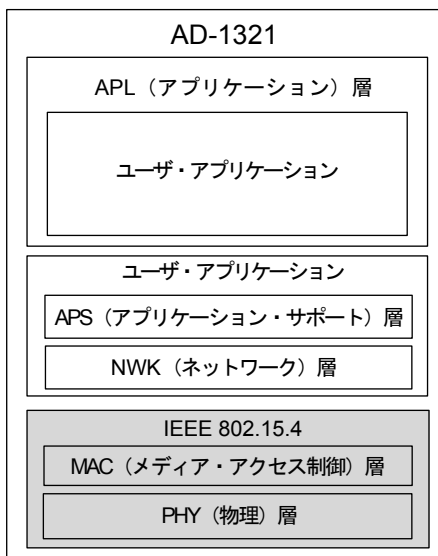 AD-1321
APL（アプリケーション）層
ユーザ・アプリケーション
ユーザ・アプリケーション
APS（アプリケーション・サポート）層
NWK（ネットワーク）層
IEEE 802.15.4
MAC（メディア・アクセス制御）層
PHY（物理）層